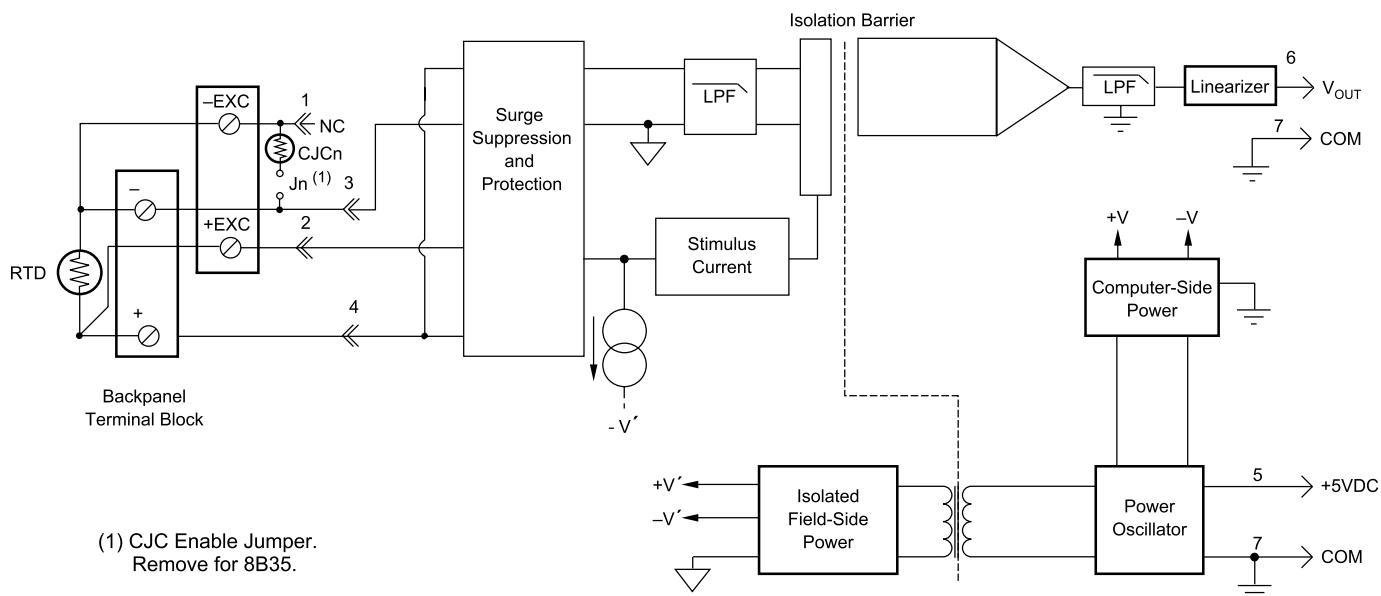 Isolation Barrier
–EXC
1
NC
CJCn
Jn (1)
3
–
+EXC
2
RTD
+
4
Backpanel
Terminal Block
Surge
Suppression
and
Protection
LPF
Stimulus
Current
- V´
LPF
Linearizer
6
VOUT
7
COM
+V
–V
Computer-Side
Power
+V´
–V´
Isolated
Field-Side
Power
Power
Oscillator
5
+5VDC
7
COM
(1) CJC Enable Jumper.
Remove for 8B35.